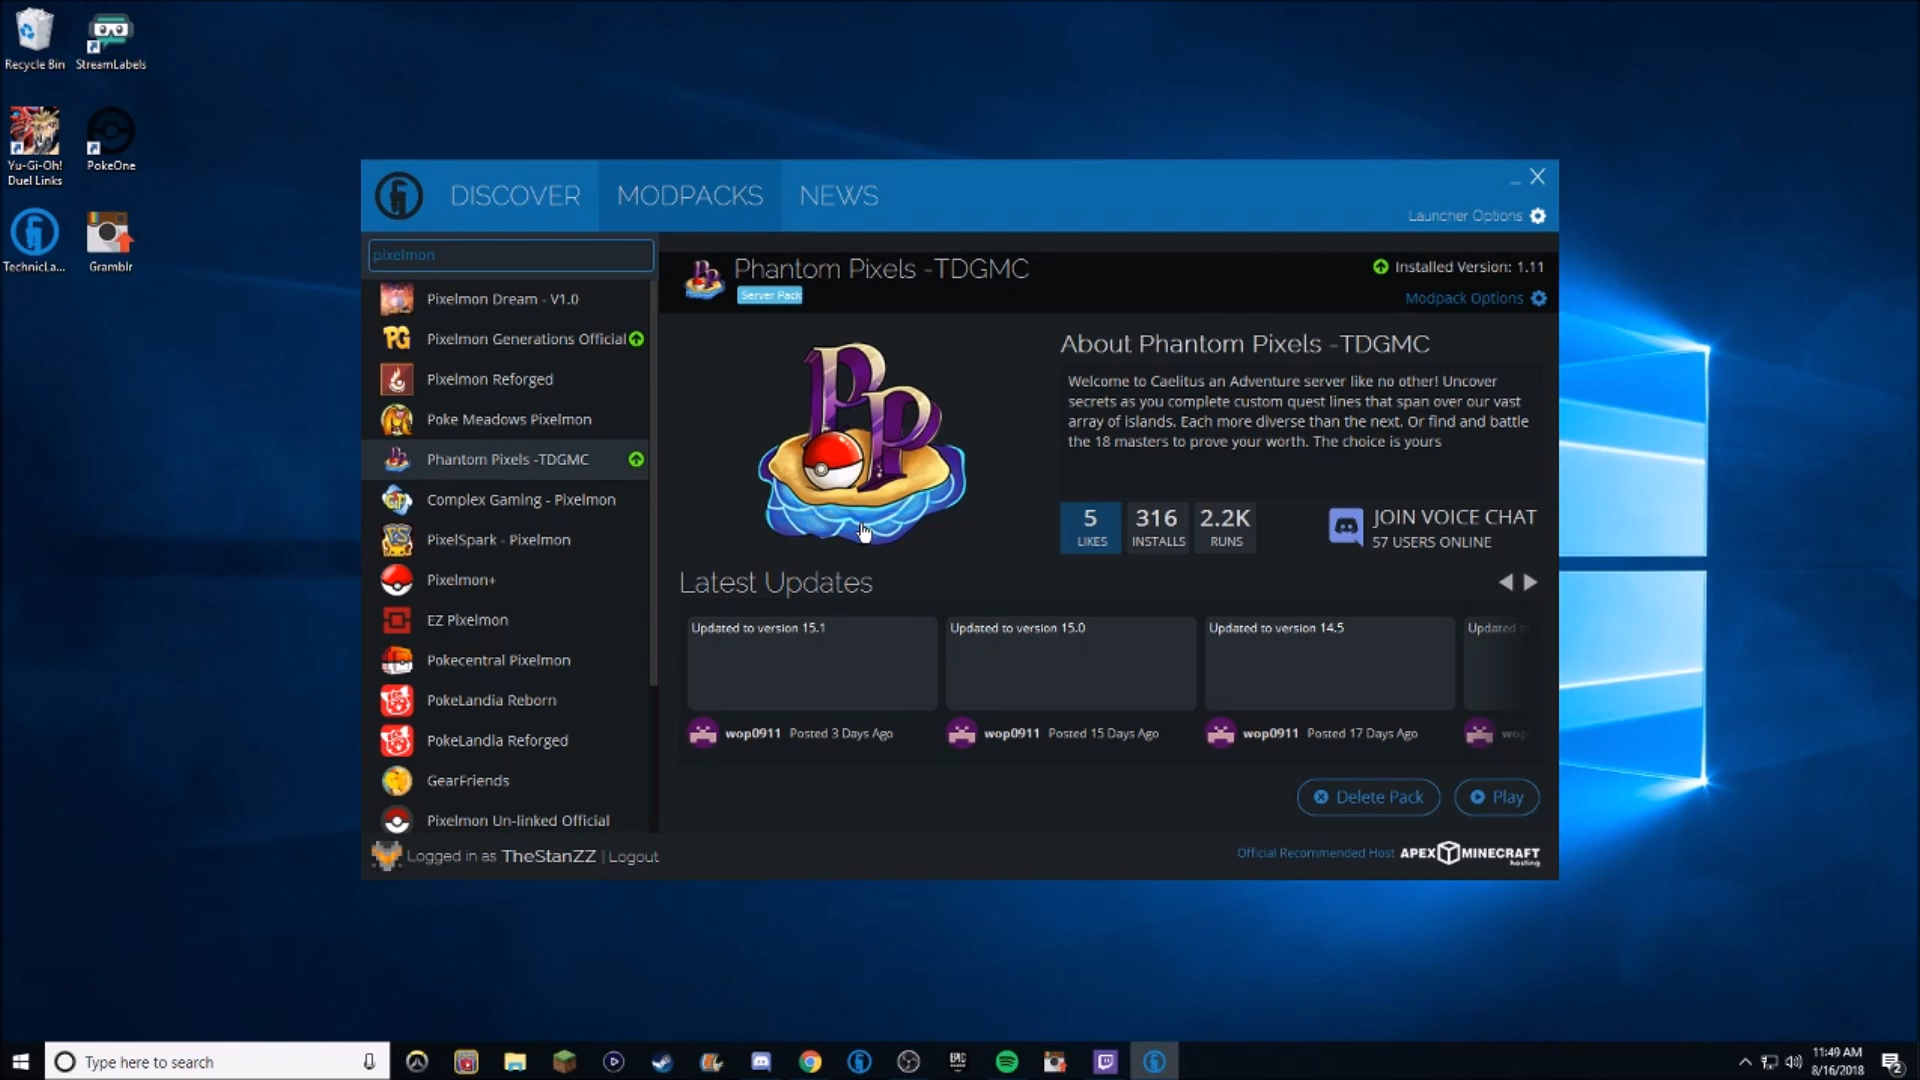 Recycle Bin
StreamLabels
Yu-Gi-Oh!
Duel Links
PokeOne
TechnicLa...
Gramblr
DISCOVER
MODPACKS
NEWS
Launcher Options
pixelmon
Pixelmon Dream - V1.0
Pixelmon Generations Official
Pixelmon Reforged
Poke Meadows Pixelmon
Phantom Pixels -TDGMC
Complex Gaming - Pixelmon
PixelSpark - Pixelmon
Pixelmon+
EZ Pixelmon
Pokecentral Pixelmon
PokeLandia Reborn
PokeLandia Reforged
GearFriends
Pixelmon Un-linked Official
Phantom Pixels -TDGMC
Server Pack
Installed Version: 1.11
Modpack Options
PP
About Phantom Pixels -TDGMC
Welcome to Caelitus an Adventure server like no other! Uncover
secrets as you complete custom quest lines that span over our vast
array of islands. Each more diverse than the next. Or find and battle
the 18 masters to prove your worth. The choice is yours
5
LIKES
316
INSTALLS
2.2K
RUNS
JOIN VOICE CHAT
57 USERS ONLINE
Latest Updates
Updated to version 15.1
Updated to version 15.0
Updated to version 14.5
Updated
wop0911 Posted 3 Days Ago
wop0911 Posted 15 Days Ago
wop0911 Posted 17 Days Ago
wop
Delete Pack
Play
Logged in as TheStanZZ | Logout
Official Recommended Host APEX MINECRAFT
hosting
Type here to search
EPIC
11:49 AM
8/16/2018
2